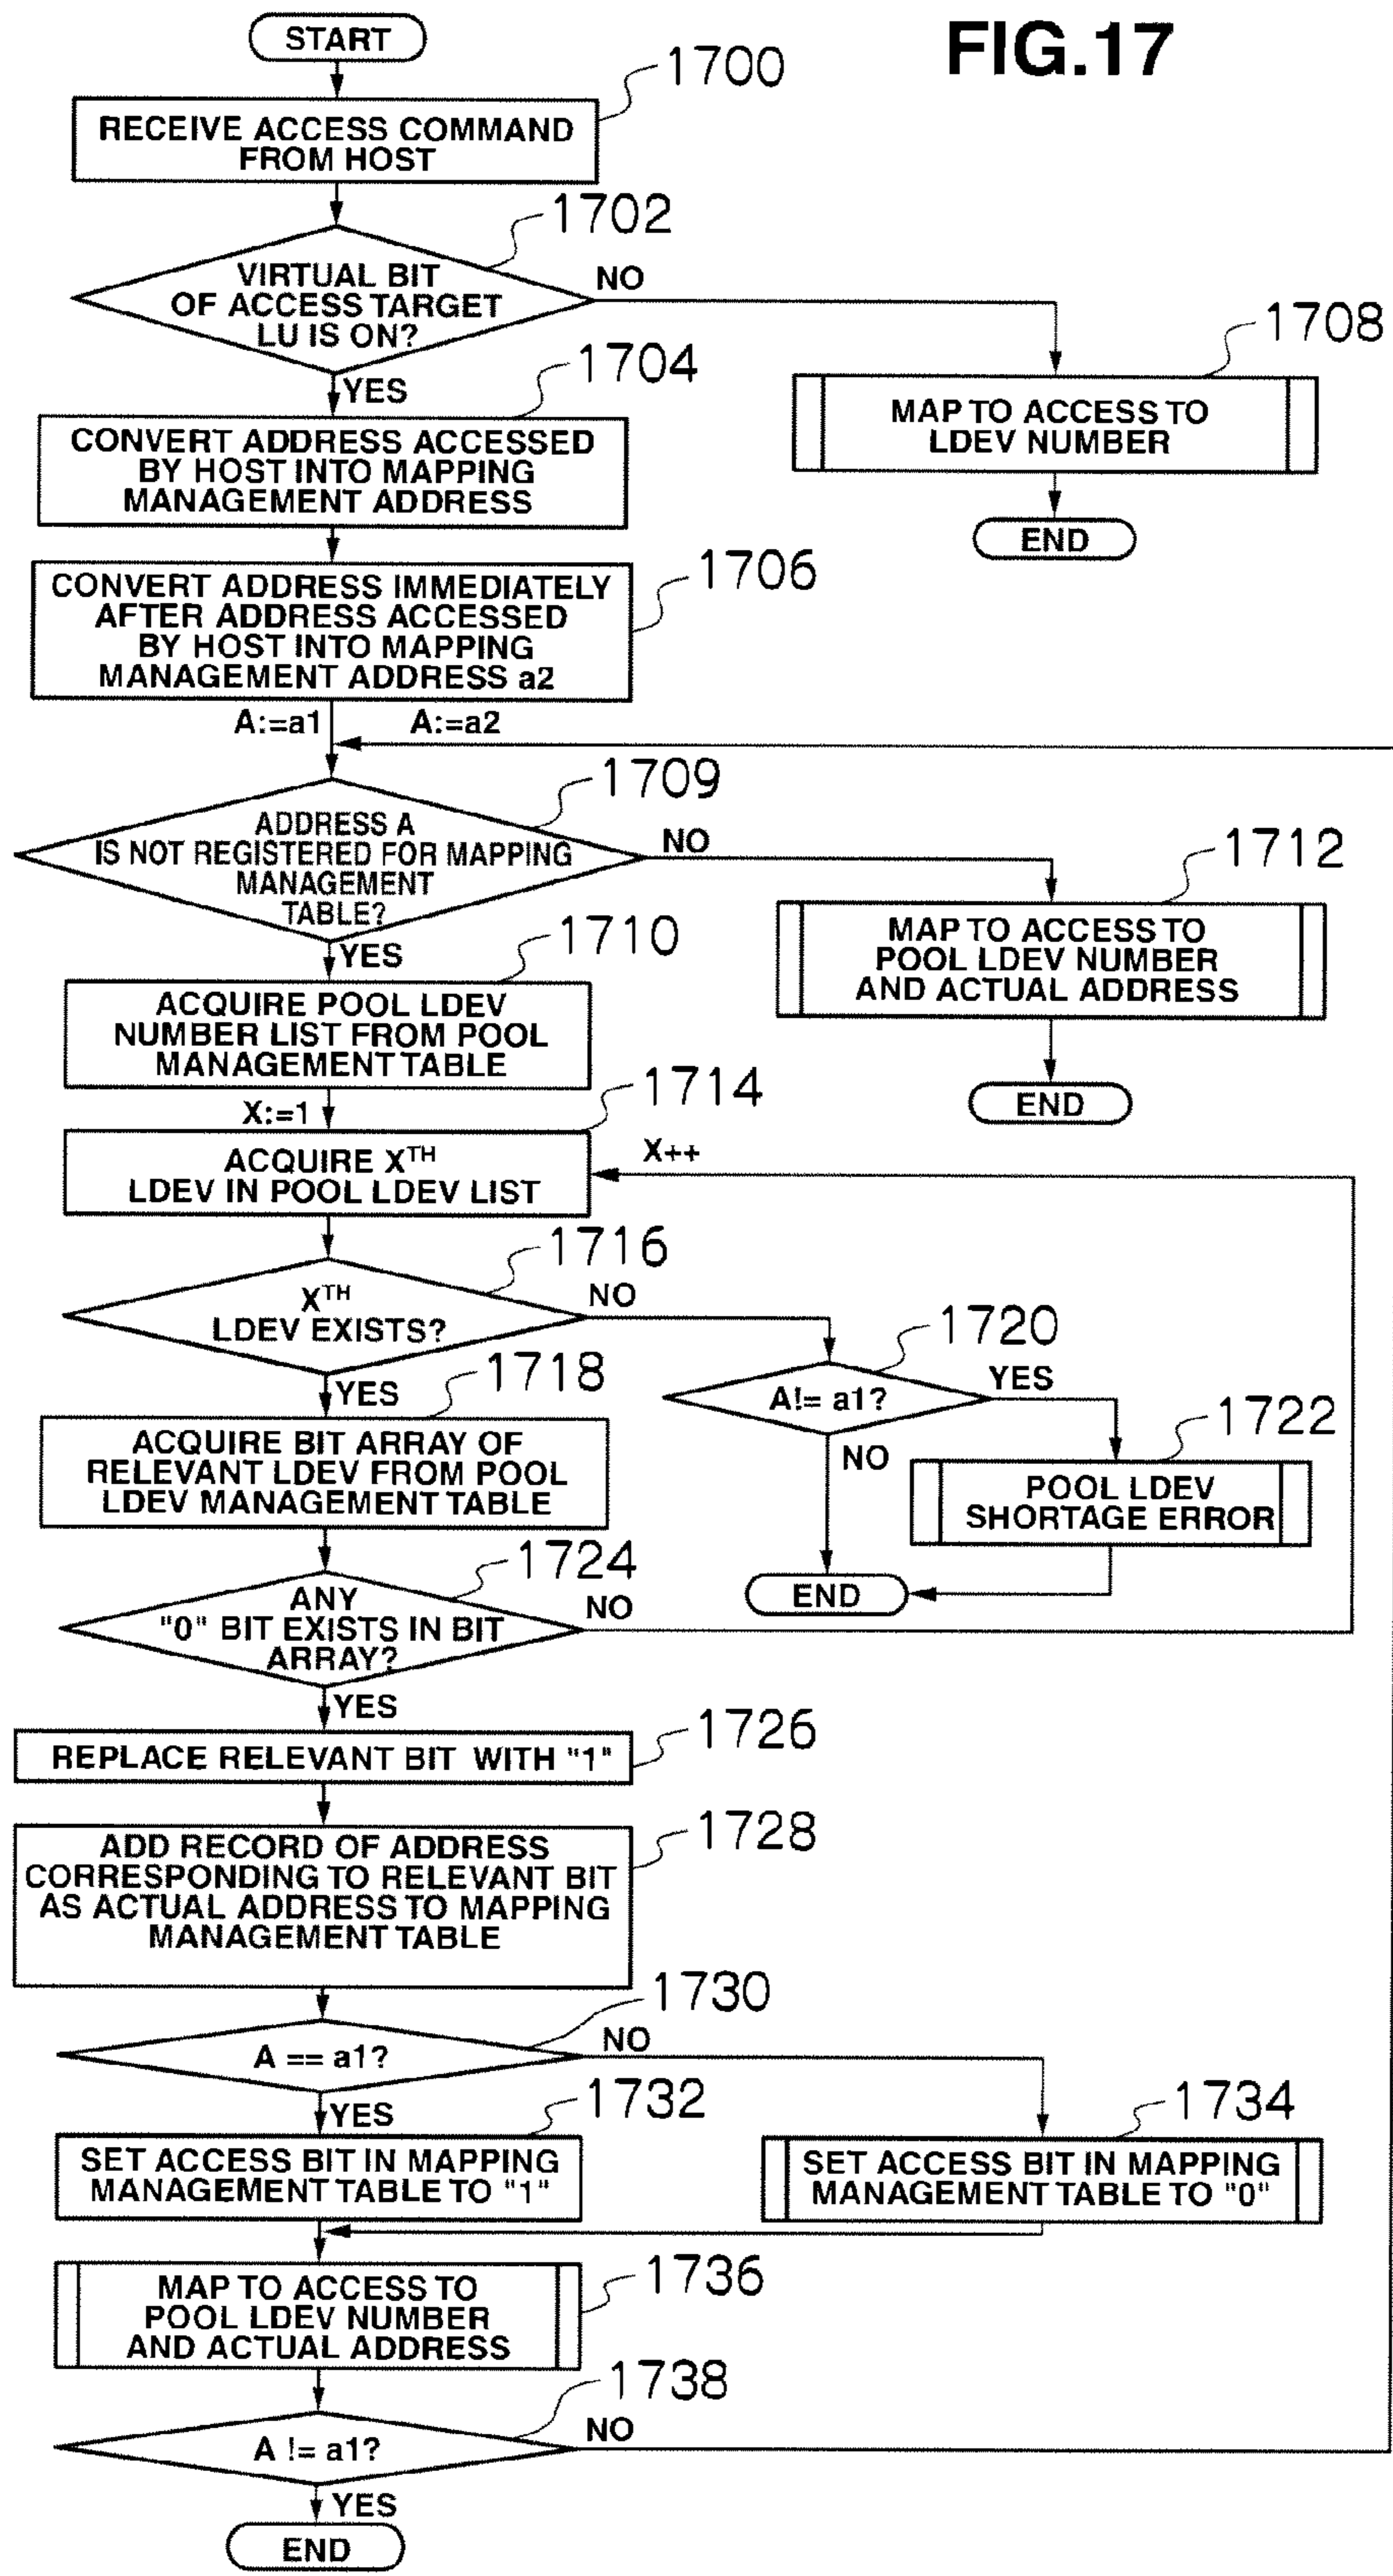 FIG.17
START
1700
RECEIVE ACCESS COMMAND
FROM HOST
1702
VIRTUAL BIT
OF ACCESS TARGET
LU IS ON?
NO
YES
1708
MAP TO ACCESS TO
LDEV NUMBER
END
1704
CONVERT ADDRESS ACCESSED
BY HOST INTO MAPPING
MANAGEMENT ADDRESS
1706
CONVERT ADDRESS IMMEDIATELY
AFTER ADDRESS ACCESSED
BY HOST INTO MAPPING
MANAGEMENT ADDRESS a2
A:=a1
A:=a2
1709
ADDRESS A
IS NOT REGISTERED FOR MAPPING
MANAGEMENT
TABLE?
NO
YES
1712
MAP TO ACCESS TO
POOL LDEV NUMBER
AND ACTUAL ADDRESS
END
1710
ACQUIRE POOL LDEV
NUMBER LIST FROM POOL
MANAGEMENT TABLE
X:=1
1714
ACQUIRE XTH
LDEV IN POOL LDEV LIST
X++
1716
XTH
LDEV EXISTS?
NO
YES
1720
A!= a1?
YES
NO
1722
POOL LDEV
SHORTAGE ERROR
END
1718
ACQUIRE BIT ARRAY OF
RELEVANT LDEV FROM POOL
LDEV MANAGEMENT TABLE
1724
ANY
"0" BIT EXISTS IN BIT
ARRAY?
NO
YES
1726
REPLACE RELEVANT BIT WITH "1"
1728
ADD RECORD OF ADDRESS
CORRESPONDING TO RELEVANT BIT
AS ACTUAL ADDRESS TO MAPPING
MANAGEMENT TABLE
1730
A == a1?
NO
YES
1732
SET ACCESS BIT IN MAPPING
MANAGEMENT TABLE TO "1"
1734
SET ACCESS BIT IN MAPPING
MANAGEMENT TABLE TO "0"
1736
MAP TO ACCESS TO
POOL LDEV NUMBER
AND ACTUAL ADDRESS
1738
A != a1?
NO
YES
END